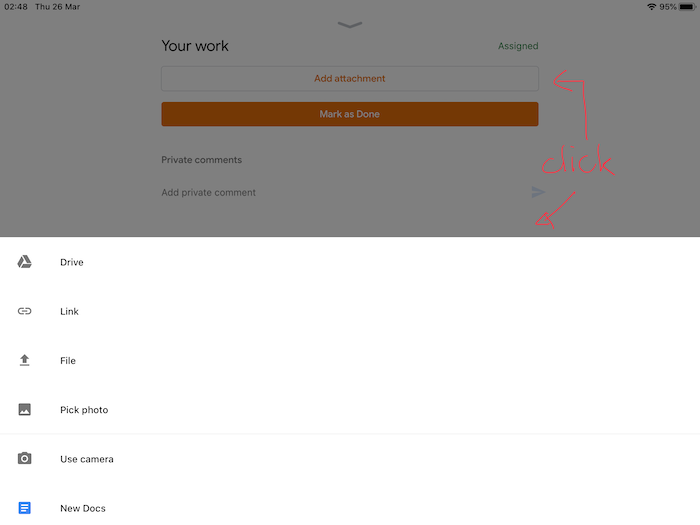 02:48 Thu 26 Mar 95%
Your work Assigned
Add attachment
Mark as Done
click
Private comments
Add private comment
Drive
Link
File
Pick photo
Use camera
New Docs